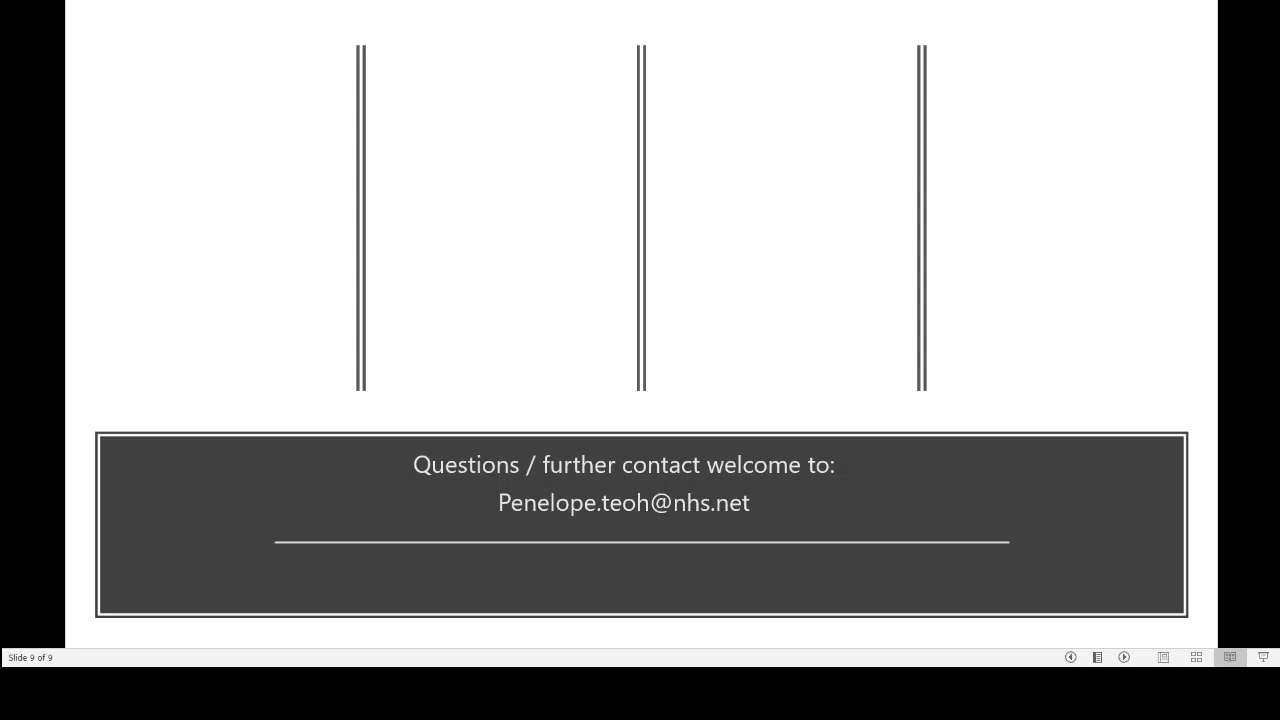 Questions / further contact welcome to:
Penelope.teoh@nhs.net
Slide 9 of 9